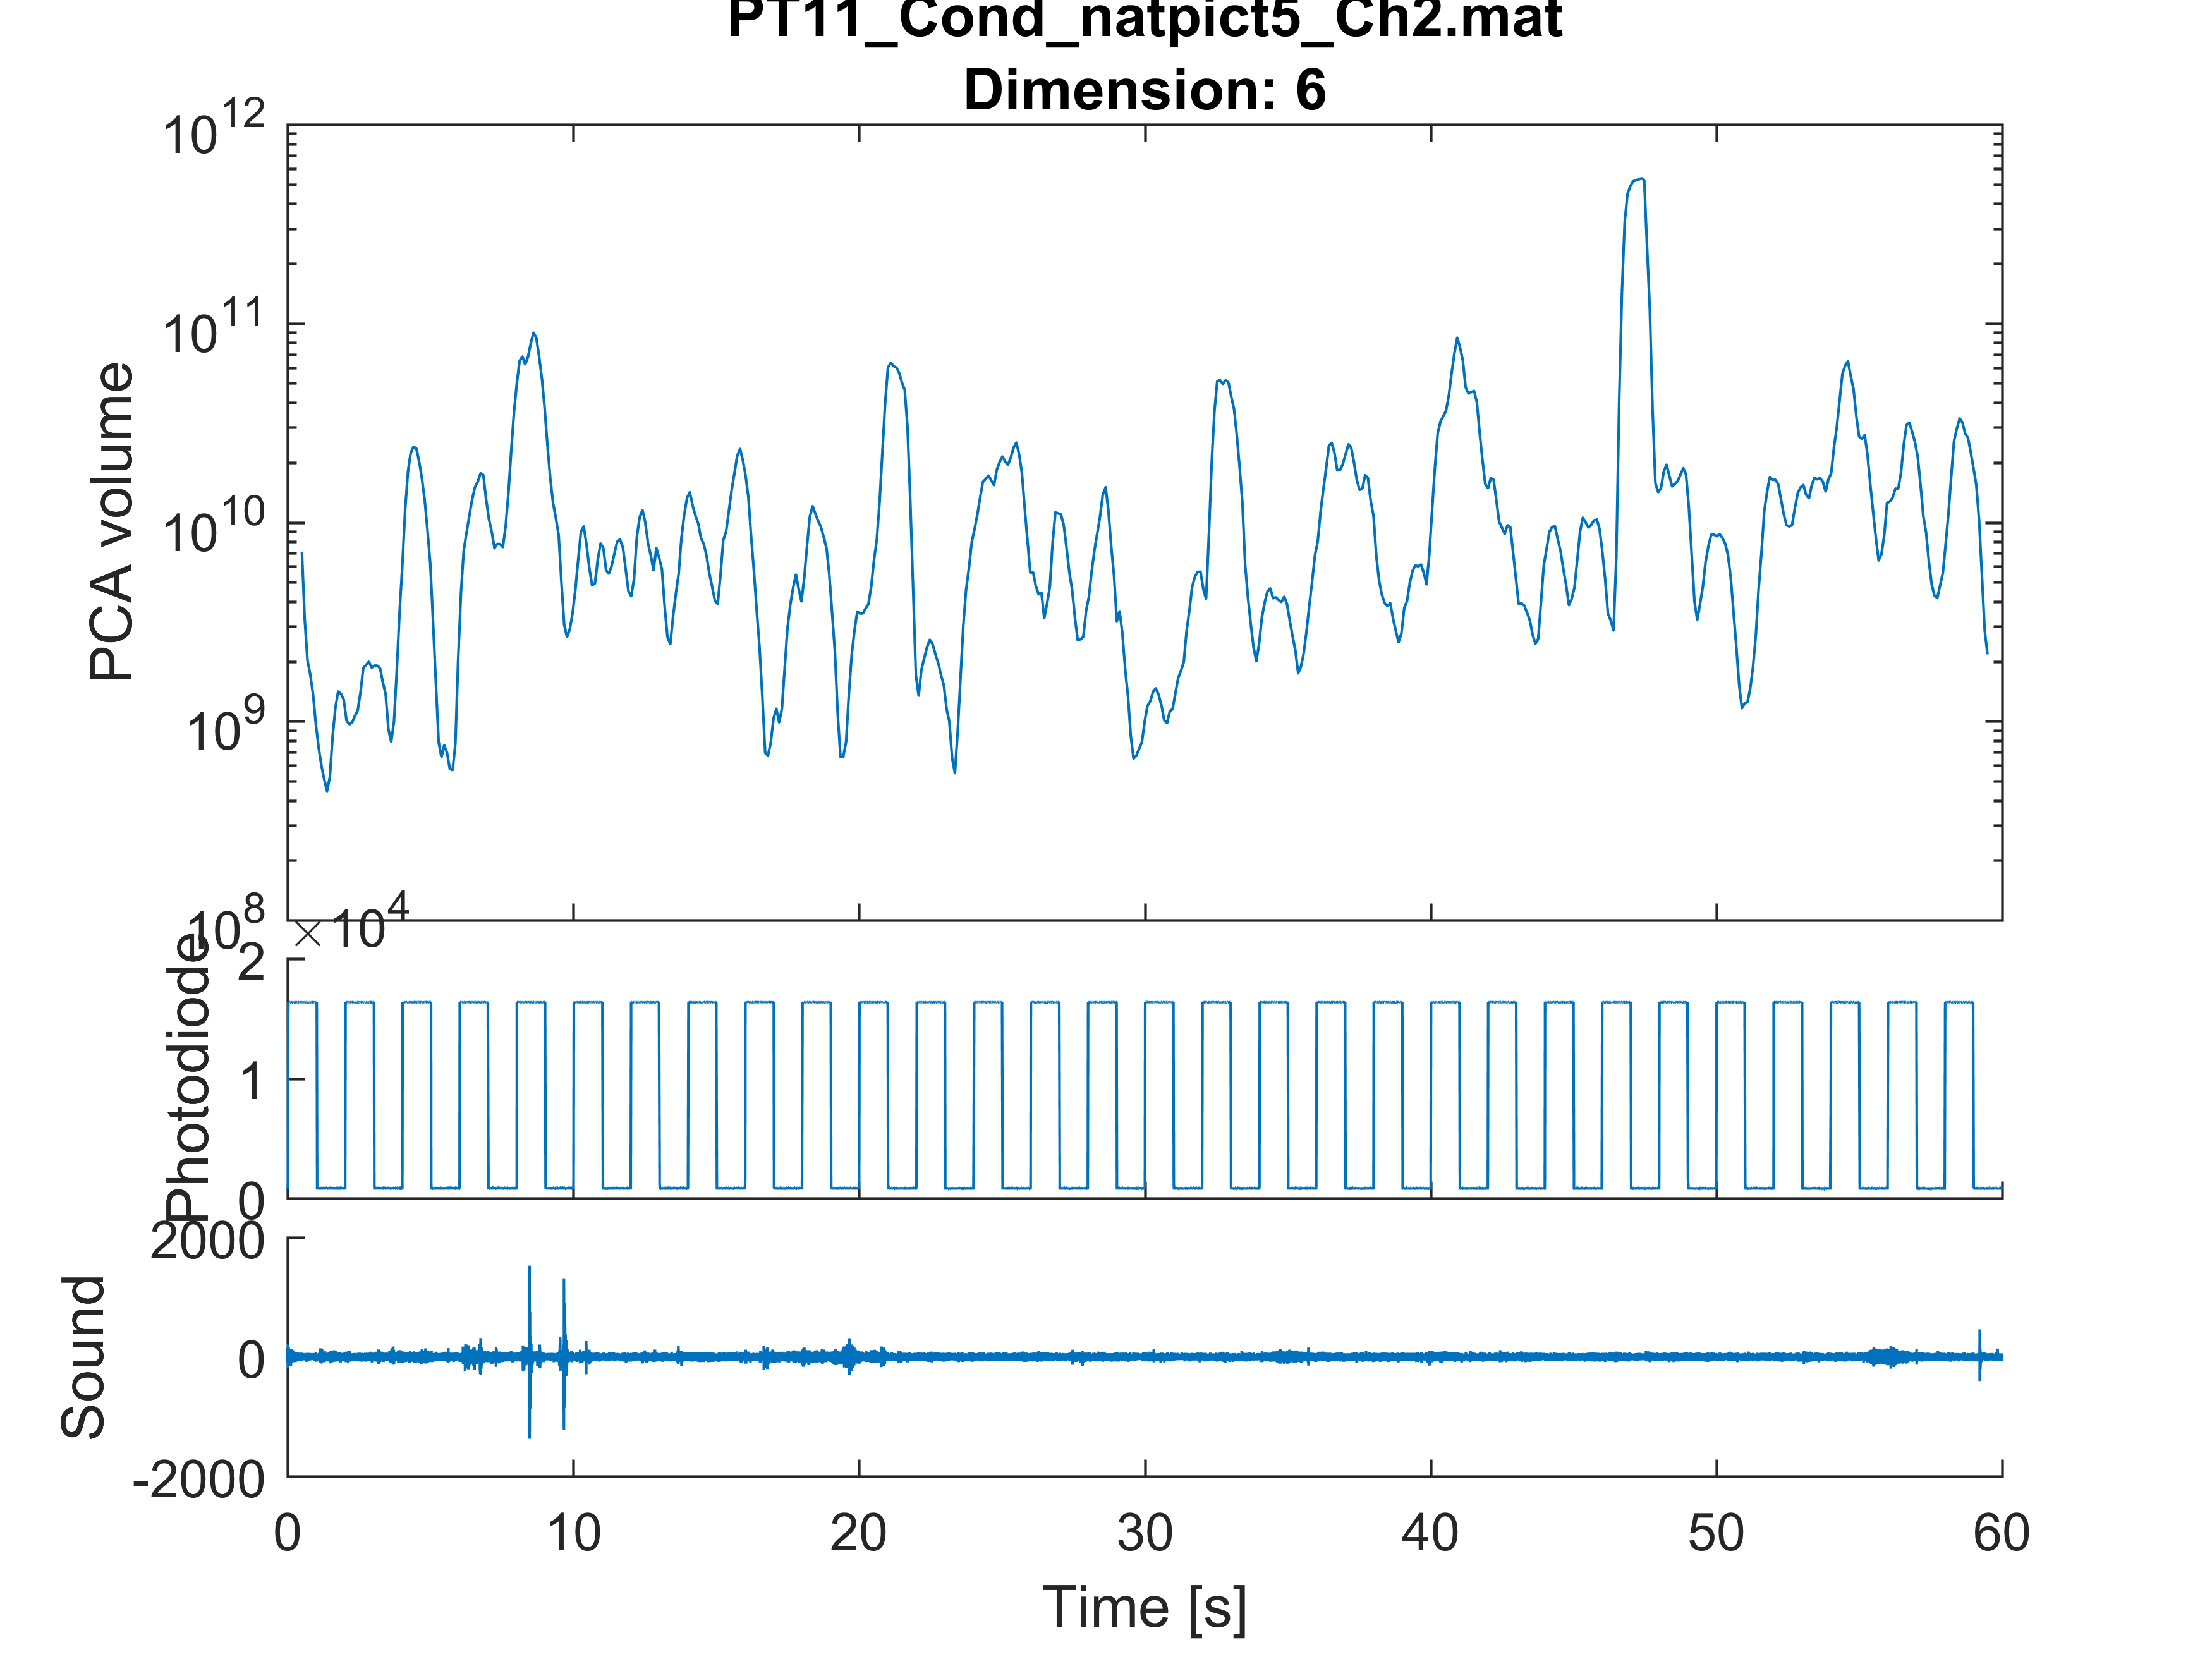 PT11_Cond_natpict5_Ch2.mat
Dimension: 6
10^12
10^11
10^10
10^9
10^8
PCA volume
× 10^4
2
1
0
Photodiode
2000
0
-2000
Sound
0 10 20 30 40 50 60
Time [s]